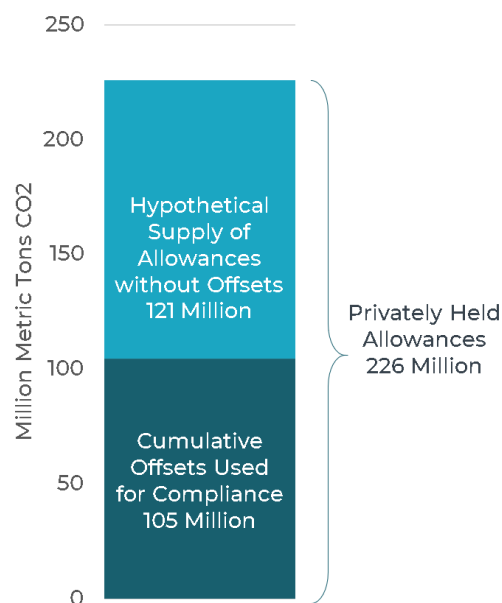 250
200
150
100
50
0
Million Metric Tons CO2
Hypothetical
Supply of
Allowances
without Offsets
121 Million
Cumulative
Offsets Used
for Compliance
105 Million
Privately Held
Allowances
226 Million